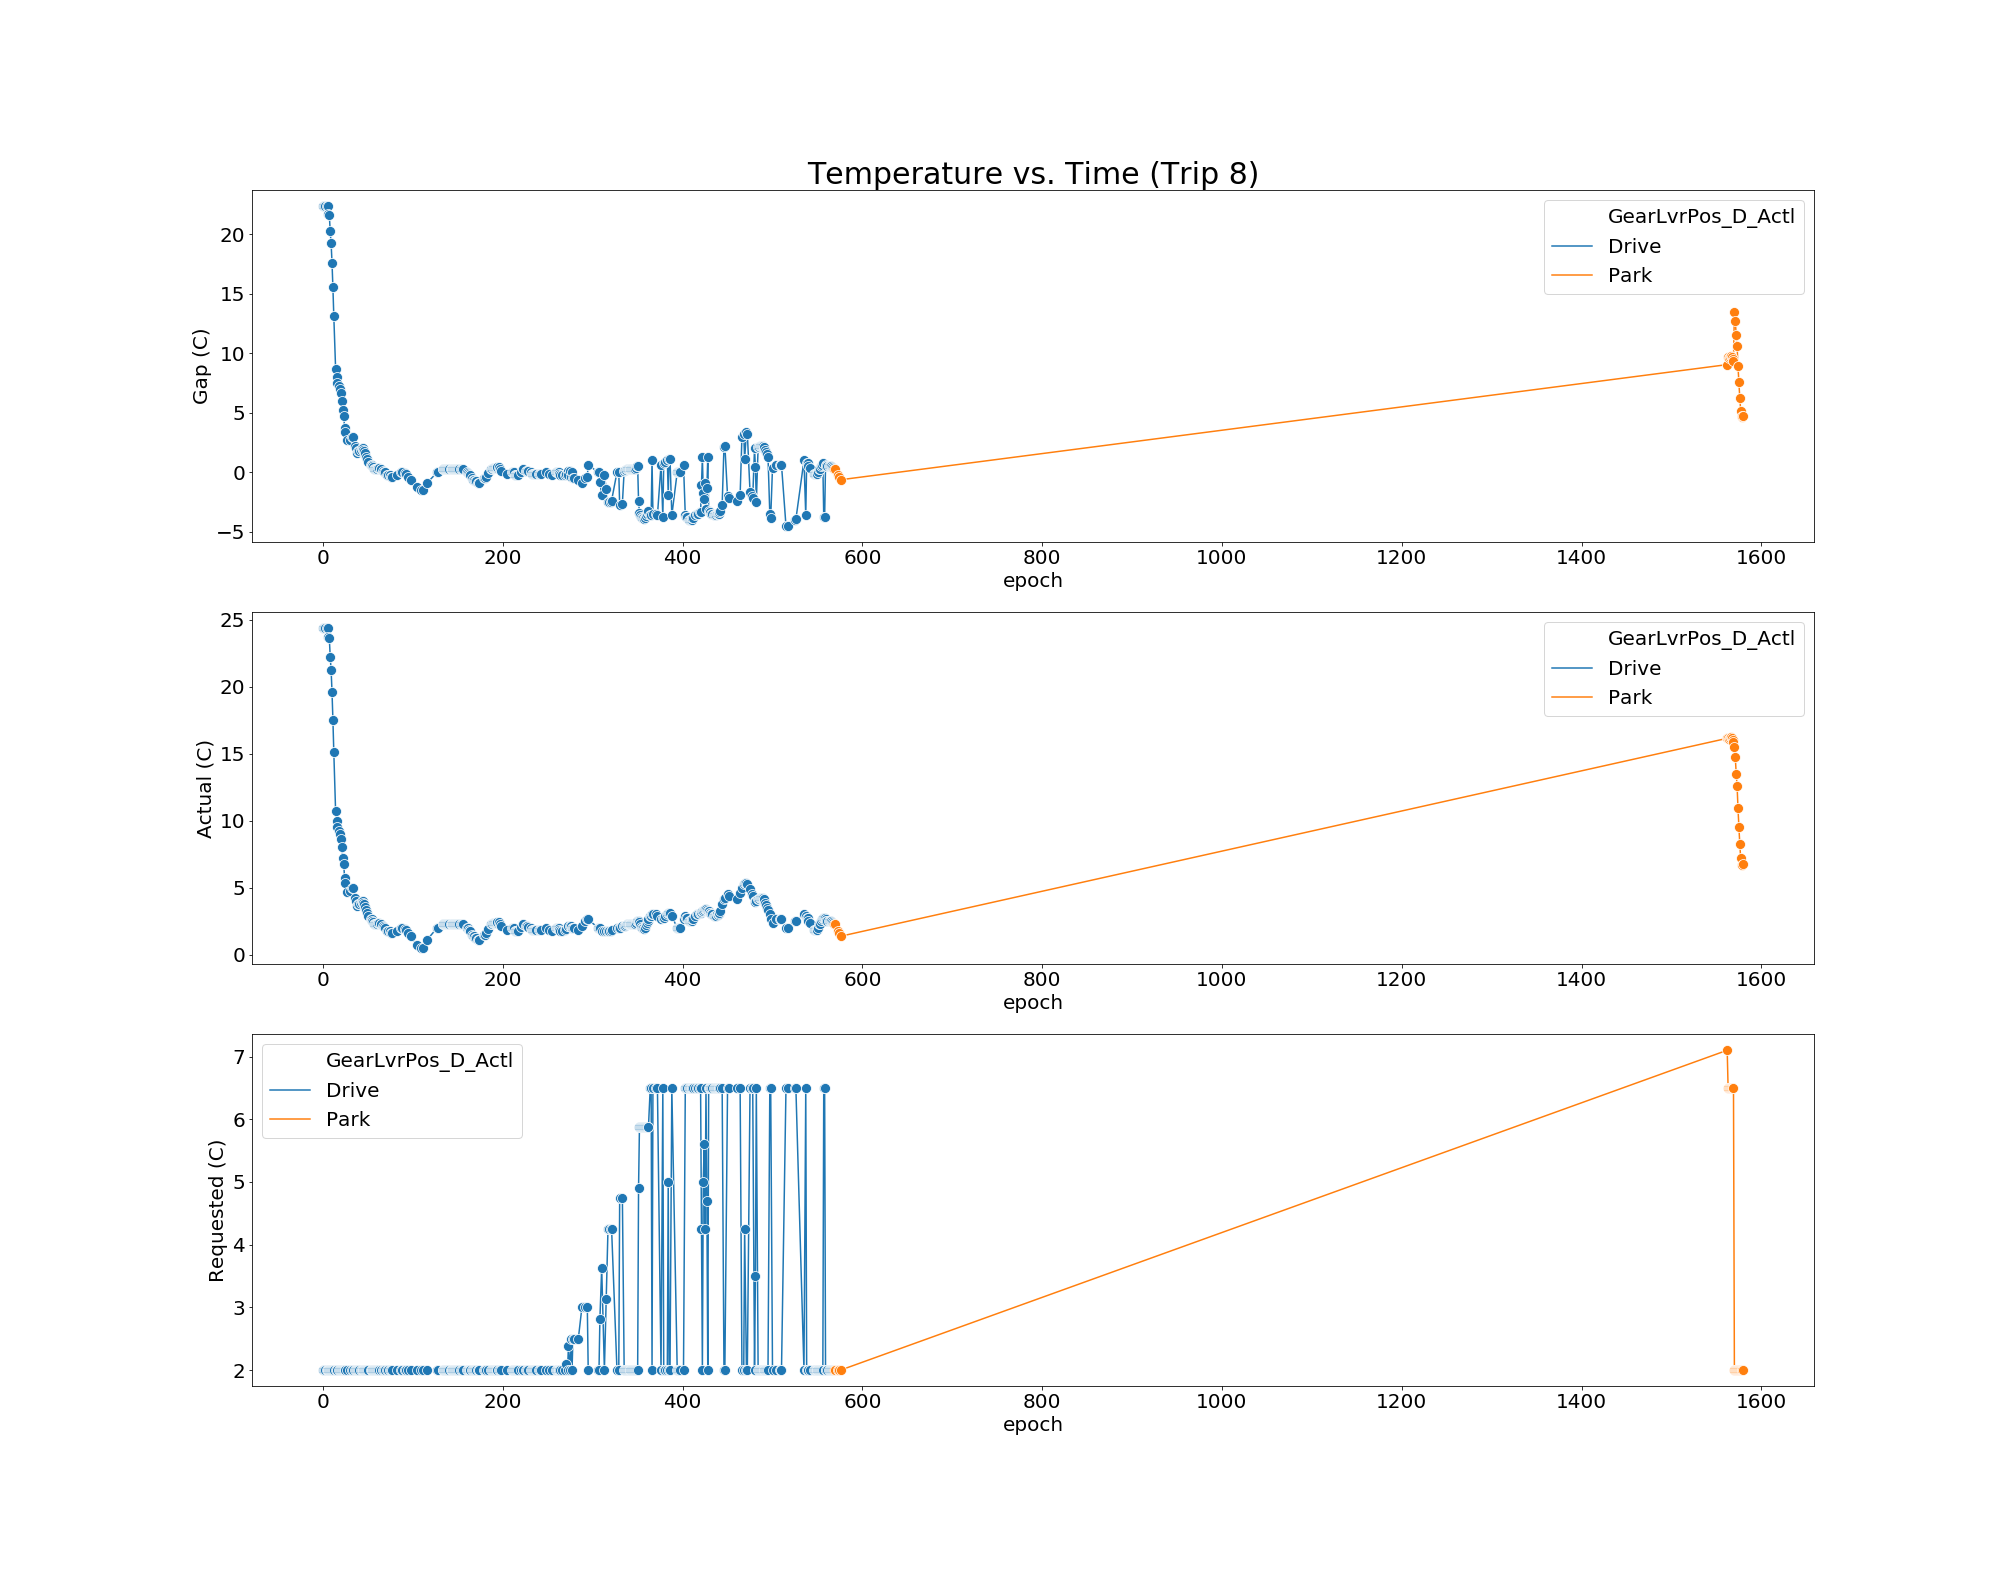 Temperature vs. Time (Trip 8)
Gap (C)
20
15
10
5
0
−5
GearLvrPos_D_Actl
Drive
Park
0 200 400 600 800 1000 1200 1400 1600
epoch
Actual (C)
25
20
15
10
5
0
GearLvrPos_D_Actl
Drive
Park
0 200 400 600 800 1000 1200 1400 1600
epoch
Requested (C)
7
6
5
4
3
2
GearLvrPos_D_Actl
Drive
Park
0 200 400 600 800 1000 1200 1400 1600
epoch